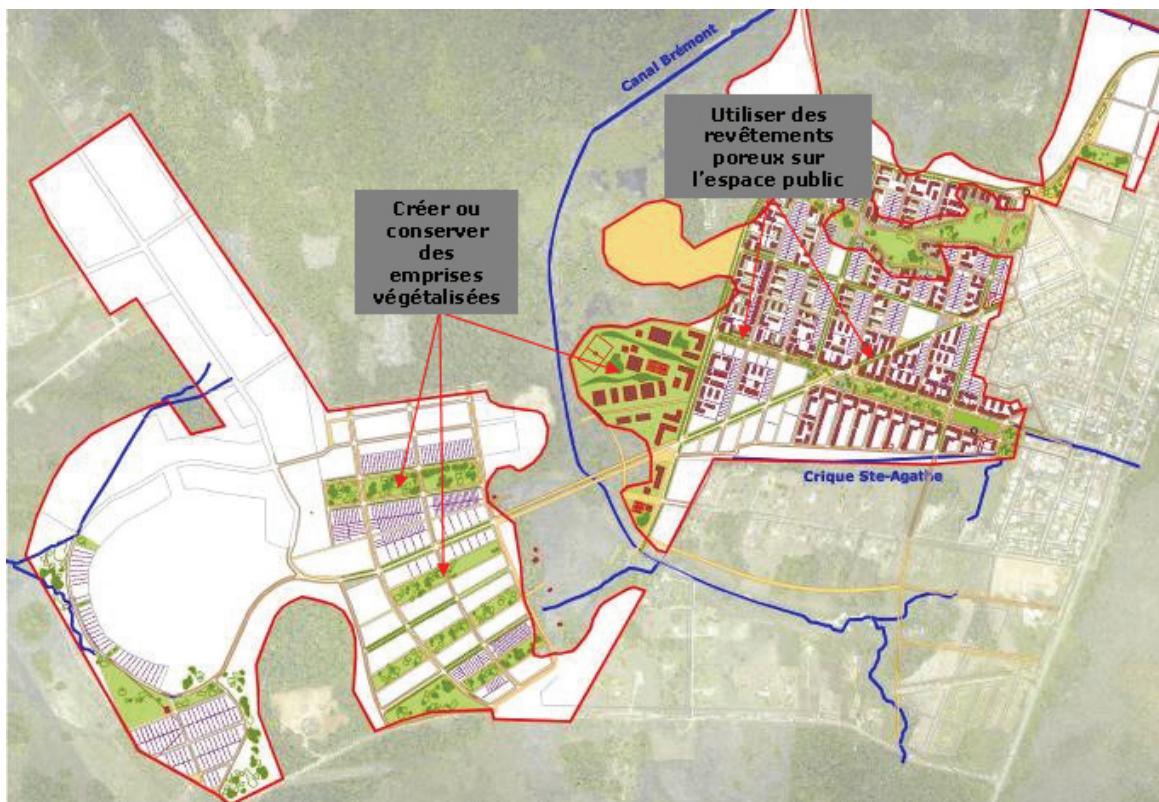 Canal Brémont
Utiliser des
revêtements
poreux sur
l'espace public
Créer ou
conserver
des
emprises
végétalisées
Crique Ste-Agathe